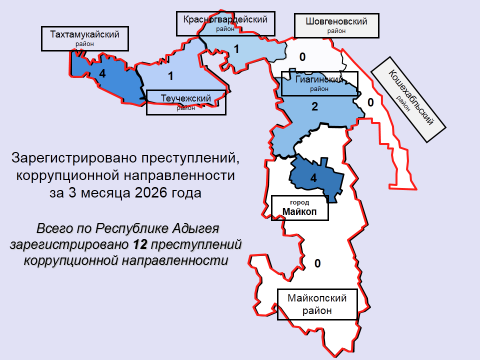 Красногвардейский
район
Шовгеновский
район
Тахтамукайский
район
1
0
4
1
Гиагинский
район
Кошехабльский
район
Теучежский
район
2
0
Зарегистрировано преступлений,
коррупционной направленности
за 3 месяца 2026 года
4
город
Майкоп
Всего по Республике Адыгея
зарегистрировано 12 преступлений
коррупционной направленности
0
Майкопский
район